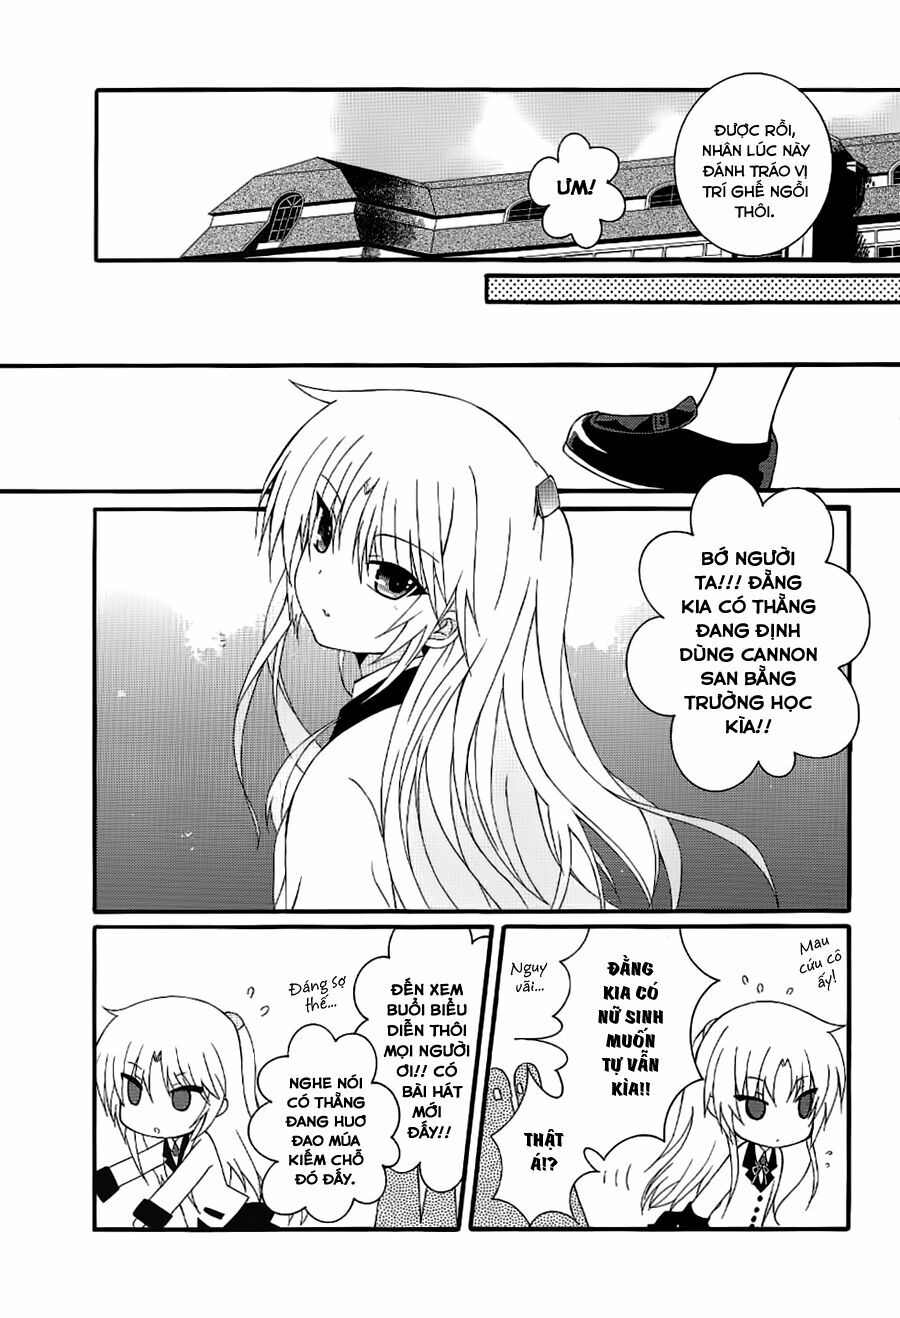 ĐƯỢC RỒI,
NHÂN LÚC NÀY
ĐÁNH TRÁO VỊ
TRÍ GHẾ NGỒI
THÔI.
ƯM!
BỚ NGƯỜI
TA!!! ĐẰNG
KIA CÓ THẰNG
ĐANG ĐỊNH
DÙNG CANNON
SAN BẰNG
TRƯỜNG HỌC
KÌA!!
Mau
cứu cô
ấy!
ĐẰNG
KIA CÓ
NỮ SINH
MUỐN
TỰ VẪN
KÌA!!
Nguy
vãi...
THẬT
Á!?
ĐẾN XEM
BUỔI BIỂU
DIỄN THÔI
MỌI NGƯỜI
ƠI!! CÓ
BÀI HÁT
MỚI
ĐẤY!!
Đáng sợ
thế...
NGHE NÓI
CÓ THẰNG
ĐANG HUƠ
ĐAO MÚA
KIẾM CHỖ
ĐÓ ĐẤY.